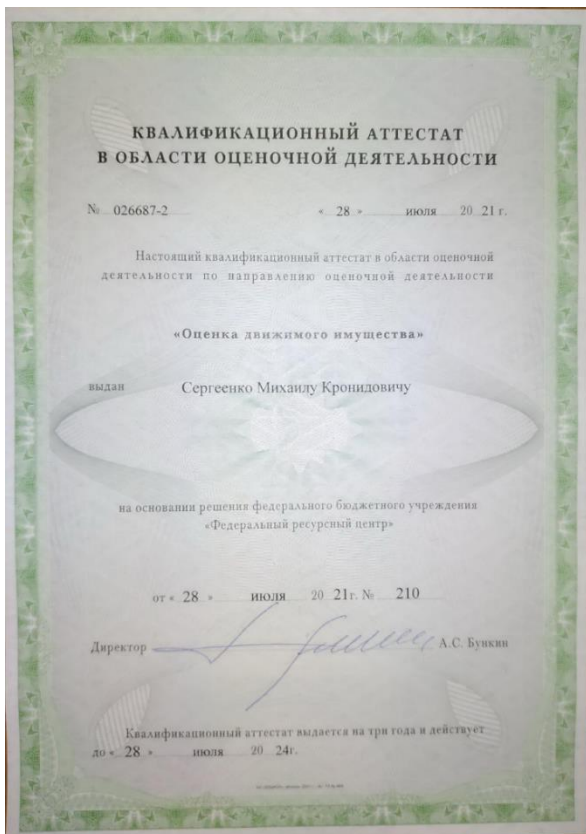 КВАЛИФИКАЦИОННЫЙ АТТЕСТАТ
В ОБЛАСТИ ОЦЕНОЧНОЙ ДЕЯТЕЛЬНОСТИ
№ 026687-2 « 28 » июля 20 21 г.
Настоящий квалификационный аттестат в области оценочной
деятельности по направлению оценочной деятельности
«Оценка движимого имущества»
выдан Сергеенко Михаилу Кронидовичу
на основании решения федерального бюджетного учреждения
«Федеральный ресурсный центр»
от « 28 » июля 20 21г. № 210
Директор А.С. Бункин
Квалификационный аттестат выдается на три года и действует
до « 28 » июля 20 24г.